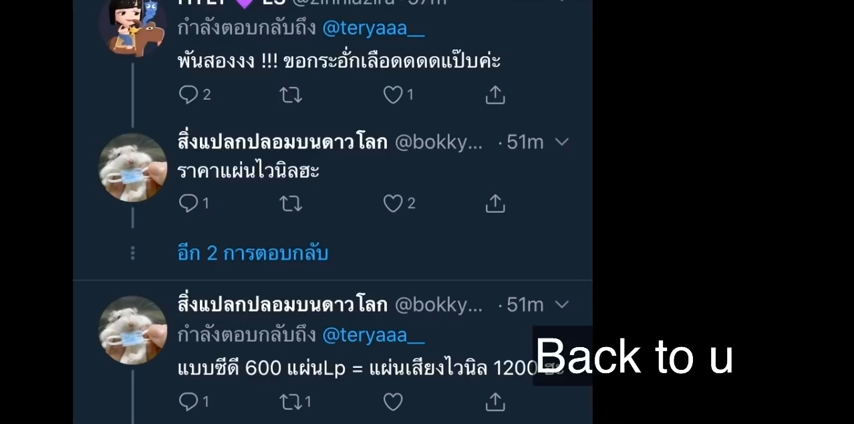 กำลังตอบกลับถึง @teryaaa__
พันสองงง !!! ขอกระอั่กเลือดดดดแป๊บค่ะ
2 1
สิ่งแปลกปลอมบนดาวโลก @bokky... · 51m
ราคาแผ่นไวนิลฮะ
1 2
อีก 2 การตอบกลับ
สิ่งแปลกปลอมบนดาวโลก @bokky... · 51m
กำลังตอบกลับถึง @teryaaa__
แบบซีดี 600 แผ่นLp = แผ่นเสียงไวนิล 1200 ฮะ
Back to u
1 1